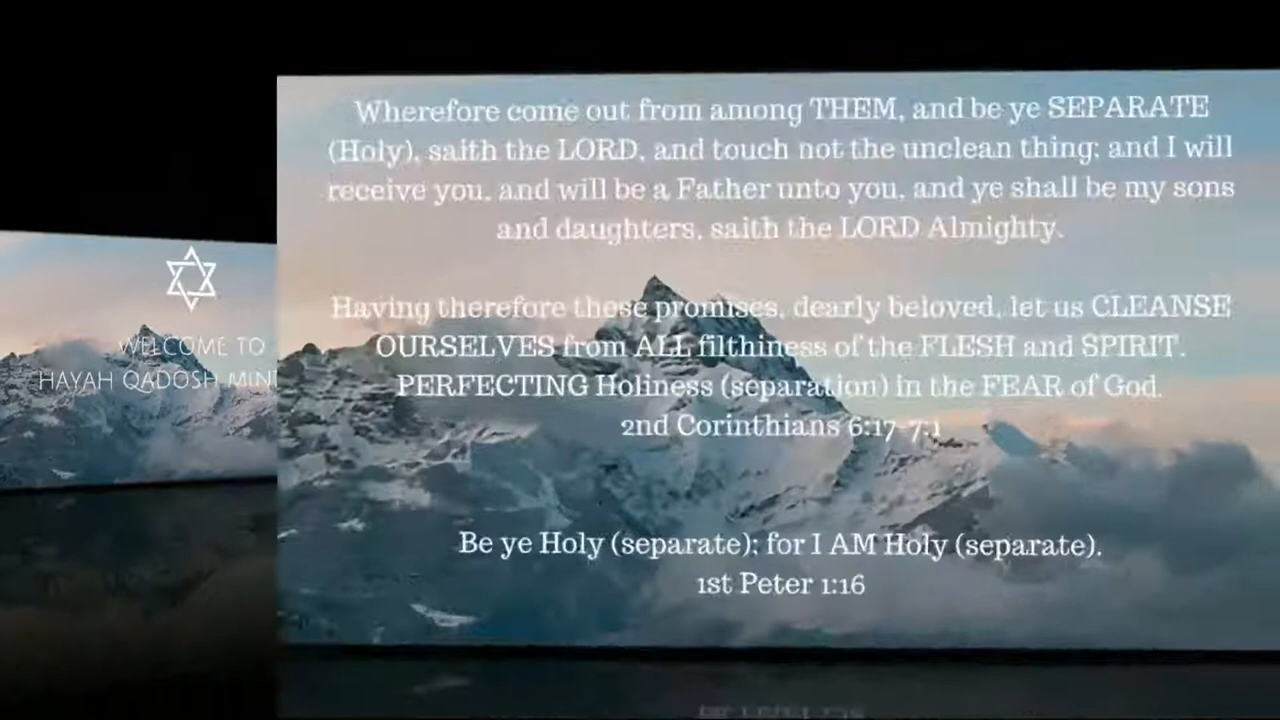 WELCOME TO
HAYAH QADOSH MINI
Wherefore come out from among THEM, and be ye SEPARATE
(Holy), saith the LORD, and touch not the unclean thing; and I will
receive you, and will be a Father unto you, and ye shall be my sons
and daughters, saith the LORD Almighty.
Having therefore these promises, dearly beloved, let us CLEANSE
OURSELVES from ALL filthiness of the FLESH and SPIRIT.
PERFECTING Holiness (separation) in the FEAR of God.
2nd Corinthians 6:17-7:1
Be ye Holy (separate); for I AM Holy (separate).
1st Peter 1:16